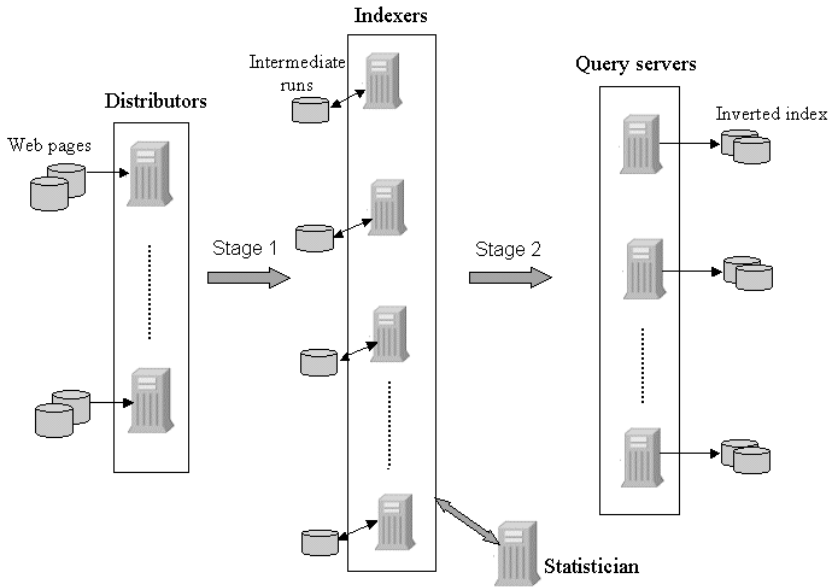 Indexers
Intermediate
runs
Query servers
Distributors
Inverted index
Web pages
Stage 1
Stage 2
Statistician